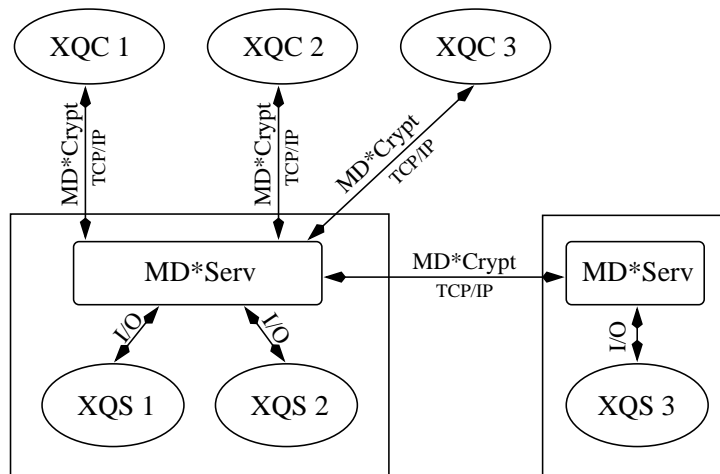 XQC 1
XQC 2
XQC 3
MD*Crypt
TCP/IP
MD*Crypt
TCP/IP
MD*Crypt
TCP/IP
MD*Serv
MD*Crypt
TCP/IP
MD*Serv
I/O
I/O
I/O
XQS 1
XQS 2
XQS 3